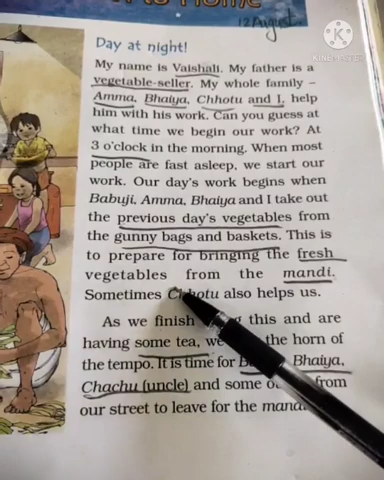 to Home
12 August
KINEMASTER
Day at night!
My name is Vaishali. My father is a
vegetable-seller. My whole family –
Amma, Bhaiya, Chhotu and I, help
him with his work. Can you guess at
what time we begin our work? At
3 o'clock in the morning. When most
people are fast asleep, we start our
work. Our day's work begins when
Babuji, Amma, Bhaiya and I take out
the previous day's vegetables from
the gunny bags and baskets. This is
to prepare for bringing the fresh
vegetables from the mandi.
Sometimes Chhotu also helps us.
As we finish this and are
having some tea, we the horn of
the tempo. It is time for Bhaiya,
Chachu (uncle) and some from
our street to leave for the